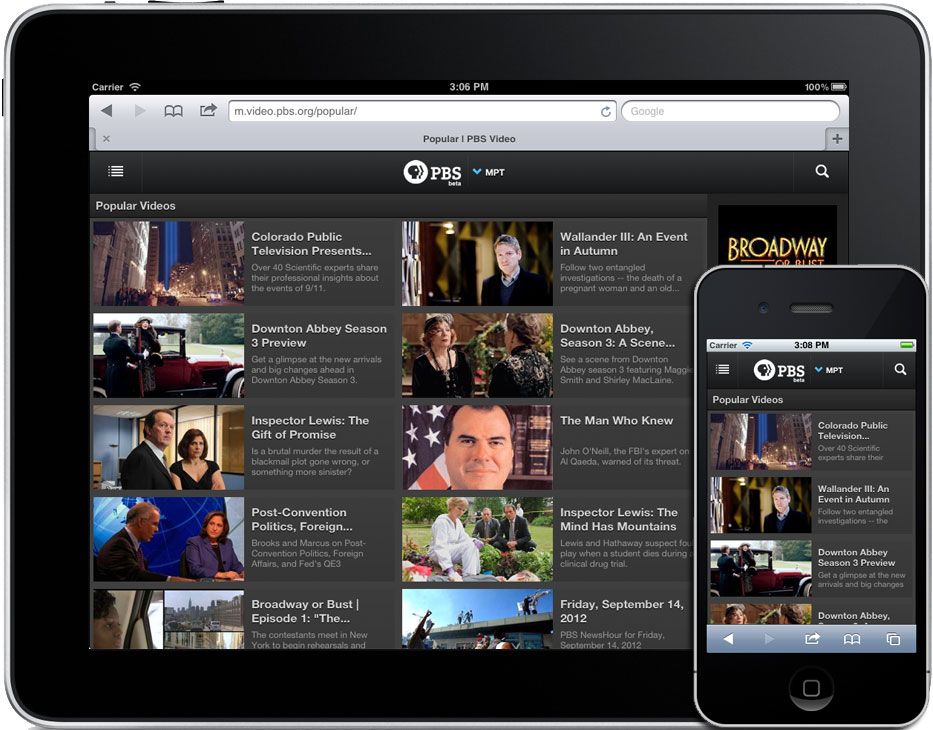 Carrier
3:06 PM
100%
m.video.pbs.org/popular/
Google
Popular | PBS Video
PBS
beta
MPT
Popular Videos
Colorado Public
Television Presents...
Over 40 Scientific experts share
their professional insights about
the events of 9/11.
Wallander III: An Event
in Autumn
Follow two entangled
investigations -- the death of a
pregnant woman and an old...
BROADWAY
OR BUST
Downton Abbey Season
3 Preview
Get a glimpse at the new arrivals
and big changes ahead in
Downton Abbey Season 3.
Downton Abbey,
Season 3: A Scene...
See a scene from Downton
Abbey season 3 featuring Maggie
Smith and Shirley MacLaine.
Inspector Lewis: The
Gift of Promise
Is a brutal murder the result of a
blackmail plot gone wrong, or
something more sinister?
The Man Who Knew
John O'Neill, the FBI's expert on
Al Qaeda, warned of its threat.
Post-Convention
Politics, Foreign...
Brooks and Marcus on Post-
Convention Politics, Foreign
Affairs, and Fed's QE3
Inspector Lewis: The
Mind Has Mountains
Lewis and Hathaway suspect fou
play when a student dies during a
clinical drug trial.
Broadway or Bust |
Episode 1: "The...
The contestants meet in New
York to begin rehearsals and
Friday, September 14,
2012
PBS NewsHour for Friday,
September 14, 2012
Carrier
3:08 PM
PBS
beta
MPT
Popular Videos
Colorado Public
Television...
Over 40 Scientific
experts share their
Wallander III: An
Event in Autumn
Follow two entangled
investigations -- the
Downton Abbey
Season 3 Preview
Get a glimpse at the new
arrivals and big changes
Downton Abbey,